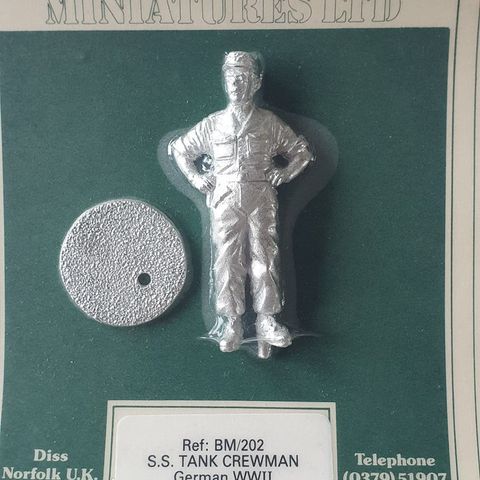 MINIATURES LTD
Ref: BM/202
S.S. TANK CREWMAN
German WWII
Diss
Norfolk U.K.
Telephone
(0379) 51907